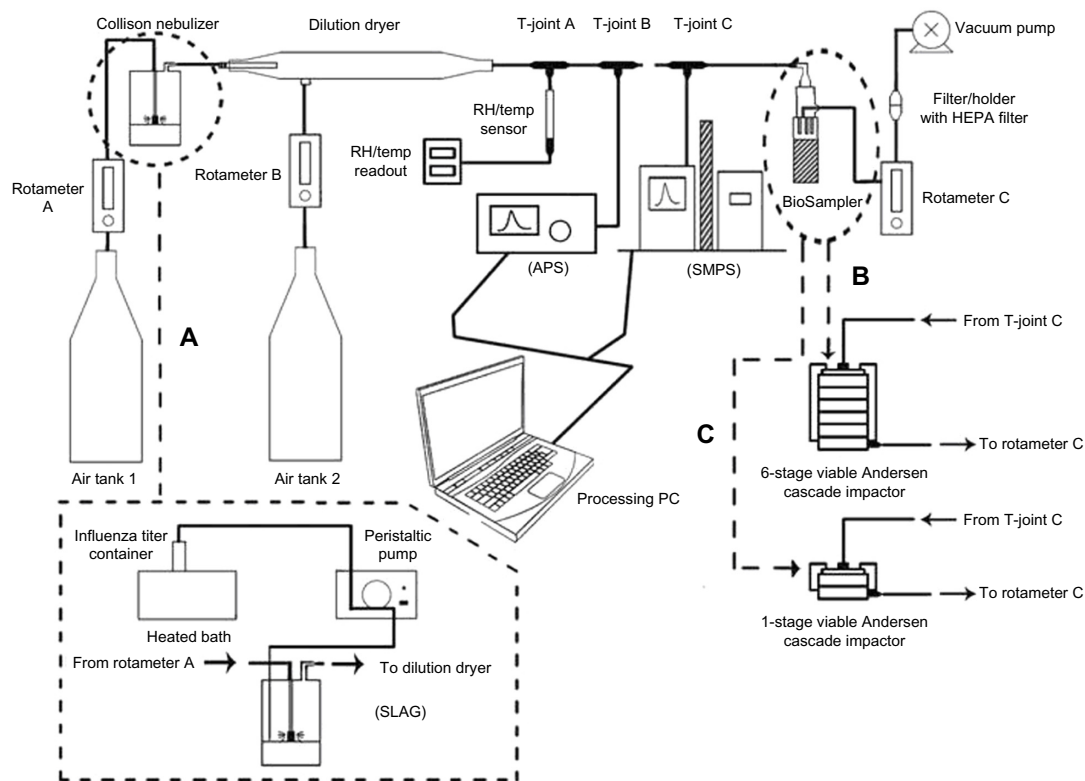 Collison nebulizer
Dilution dryer
T-joint A
T-joint B
T-joint C
Vacuum pump
Filter/holder
with HEPA filter
RH/temp
sensor
RH/temp
readout
Rotameter
A
Rotameter B
BioSampler
Rotameter C
(APS)
(SMPS)
A
B
C
From T-joint C
To rotameter C
6-stage viable Andersen
cascade impactor
Air tank 1
Air tank 2
Processing PC
From T-joint C
To rotameter C
1-stage viable Andersen
cascade impactor
Influenza titer
container
Peristaltic
pump
Heated bath
From rotameter A
To dilution dryer
(SLAG)